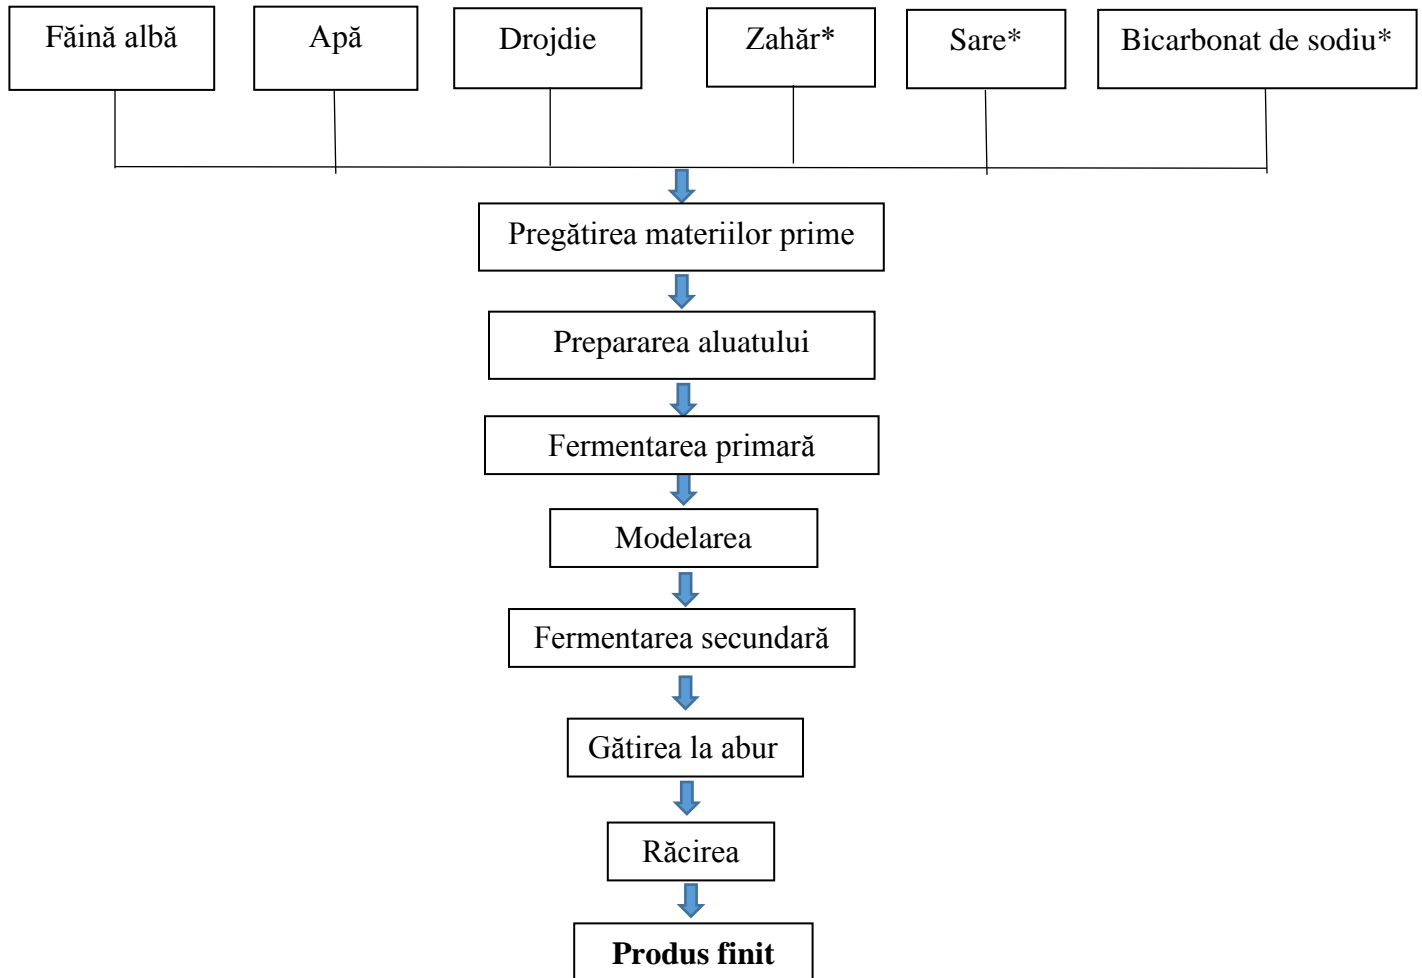 Făină albă
Apă
Drojdie
Zahăr*
Sare*
Bicarbonat de sodiu*
Pregătirea materiilor prime
Prepararea aluatului
Fermentarea primară
Modelarea
Fermentarea secundară
Gătirea la abur
Răcirea
Produs finit